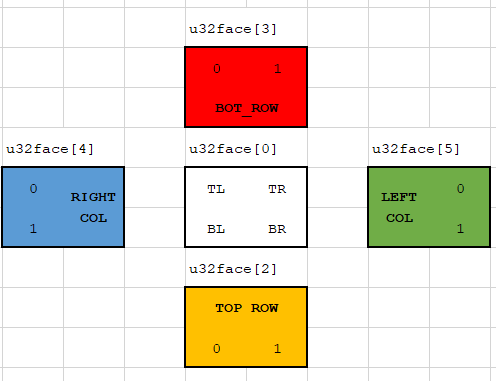 u32face[3]
0 1
BOT_ROW
u32face[4] u32face[0] u32face[5]
0 RIGHT TL TR LEFT 0
1 COL BL BR COL 1
u32face[2]
TOP ROW
0 1